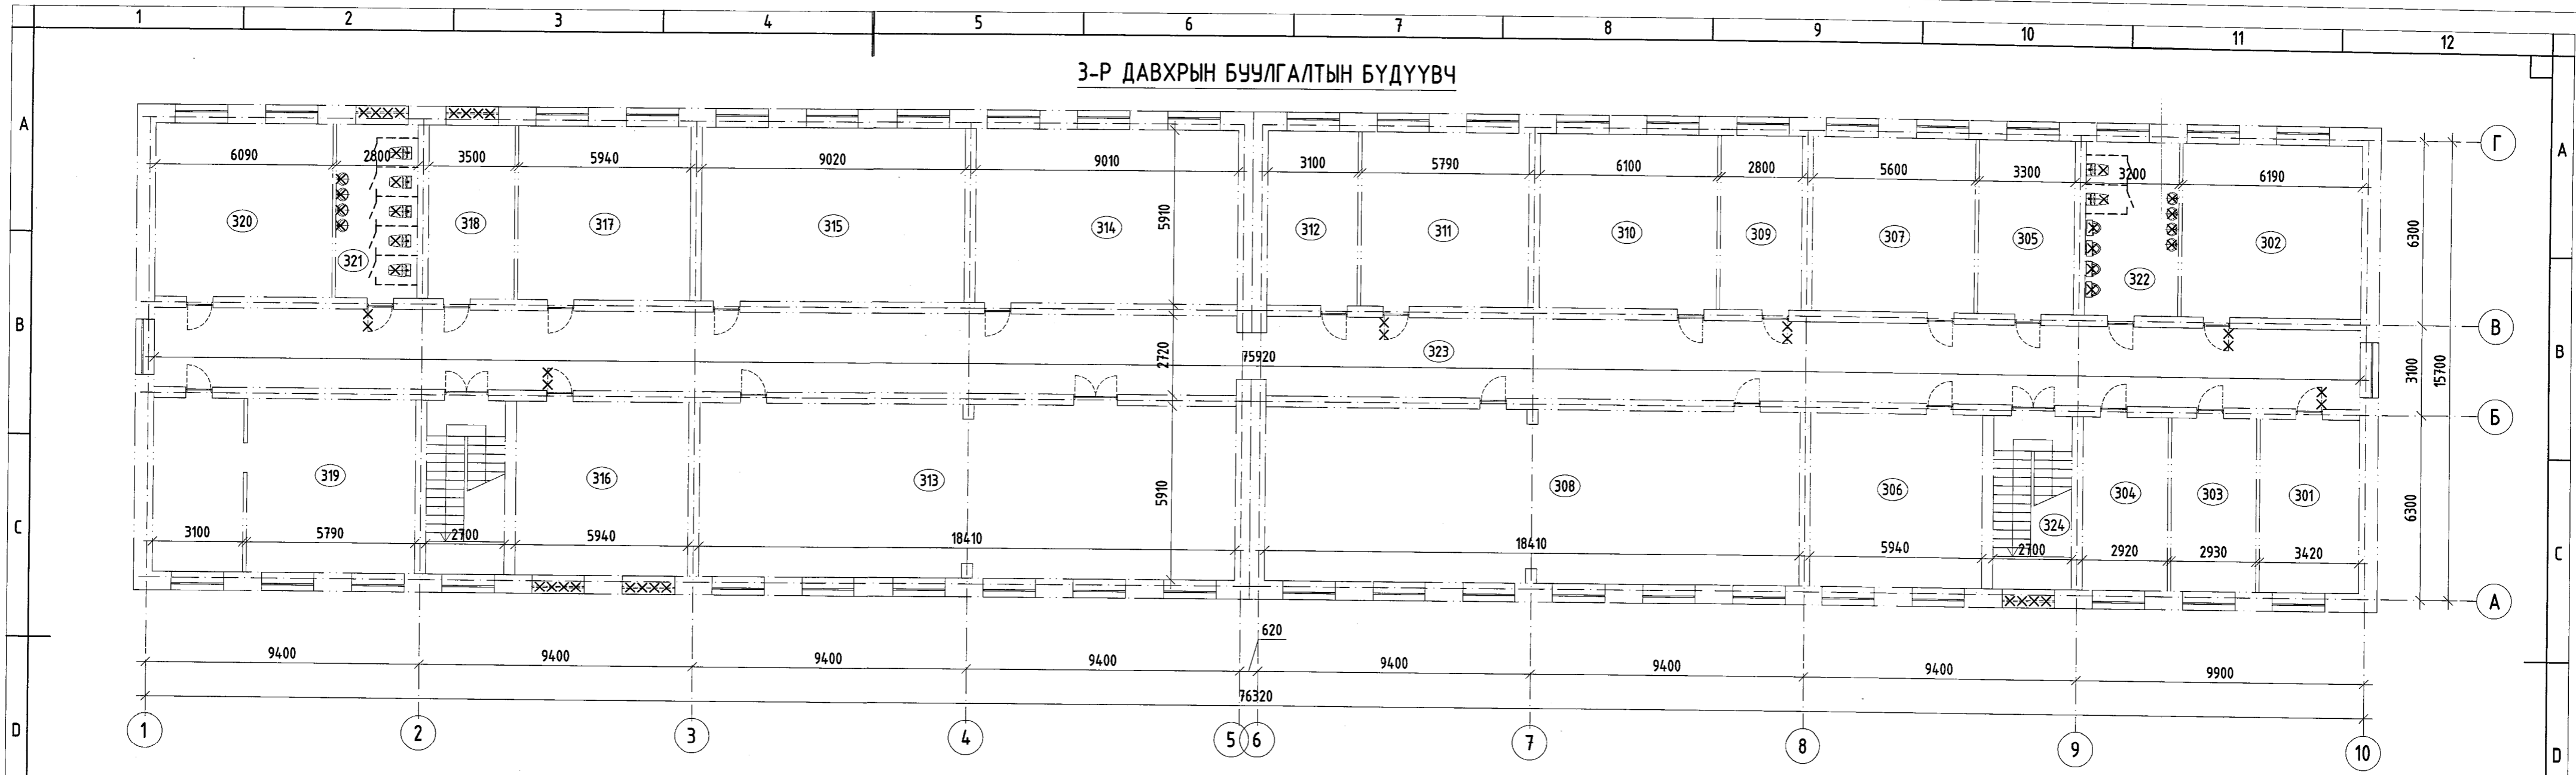 1 2 3 4 5 6 7 8 9 10 11 12
3-Р ДАВХРЫН БУУЛГАЛТЫН БҮДҮҮВЧ
A A
Г
6090 2800 3500 5940 9020 9010 3100 5790 6100 2800 5600 3300 3200 6190
5910
6300
320 321 318 317 315 314 312 311 310 309 307 305 322 302
B B
В
2720 75920 323
3100 15700
Б
319 316 313 308 306 324 304 303 301
5910
6300
C C
3100 5790 2700 5940 18410 18410 5940 2700 2920 2930 3420
А
620
9400 9400 9400 9400 9400 9400 9400 9900
76320
D D
1 2 3 4 5 6 7 8 9 10